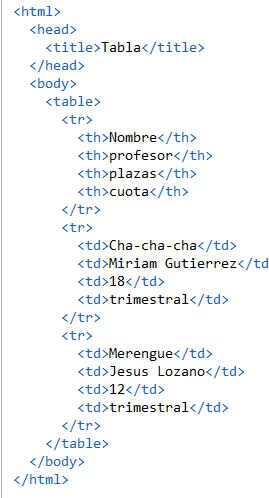 <html>
<head>
<title>Tabla</title>
</head>
<body>
<table>
<tr>
<th>Nombre</th>
<th>profesor</th>
<th>plazas</th>
<th>cuota</th>
</tr>
<tr>
<td>Cha-cha-cha</td>
<td>Miriam Gutierrez</td
<td>18</td>
<td>trimestral</td>
</tr>
<tr>
<td>Merengue</td>
<td>Jesus Lozano</td>
<td>12</td>
<td>trimestral</td>
</tr>
</table>
</body>
</html>